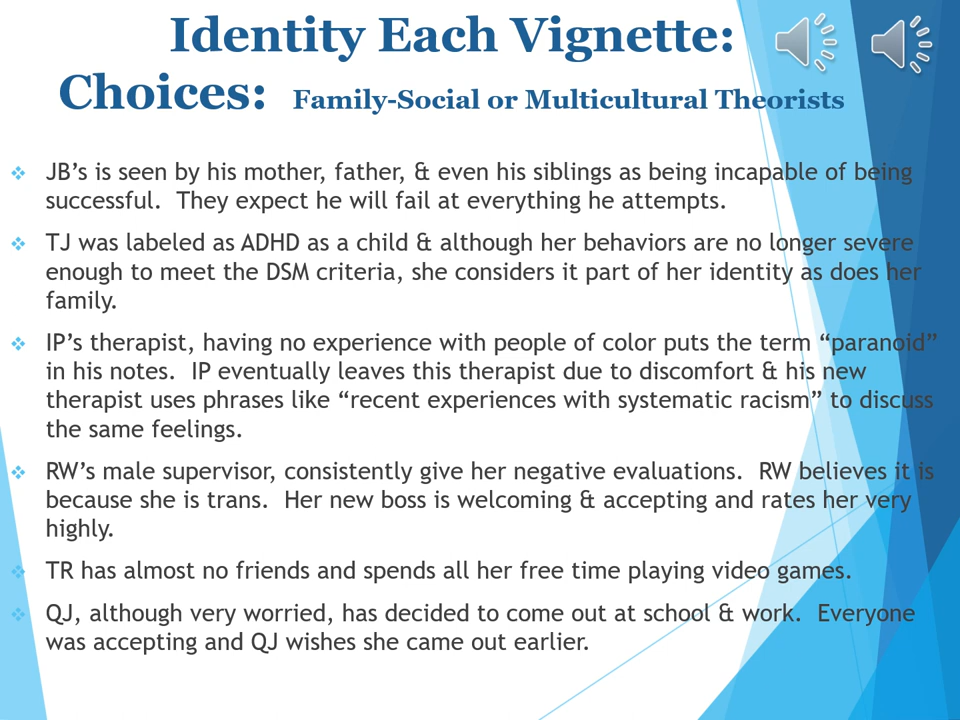 Identity Each Vignette:
Choices: Family-Social or Multicultural Theorists
JB’s is seen by his mother, father, & even his siblings as being incapable of being
successful. They expect he will fail at everything he attempts.
TJ was labeled as ADHD as a child & although her behaviors are no longer severe
enough to meet the DSM criteria, she considers it part of her identity as does her
family.
IP’s therapist, having no experience with people of color puts the term “paranoid”
in his notes. IP eventually leaves this therapist due to discomfort & his new
therapist uses phrases like “recent experiences with systematic racism” to discuss
the same feelings.
RW’s male supervisor, consistently give her negative evaluations. RW believes it is
because she is trans. Her new boss is welcoming & accepting and rates her very
highly.
TR has almost no friends and spends all her free time playing video games.
QJ, although very worried, has decided to come out at school & work. Everyone
was accepting and QJ wishes she came out earlier.